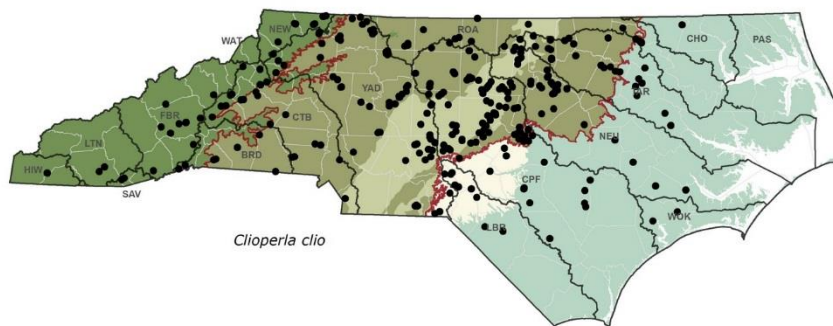 NEW
ROA
WAT
CHO
PAS
YAD
TAR
FBR
CTB
NEU
LTN
BRD
HIW
CPF
SAV
WOK
LBR
Clioperla clio